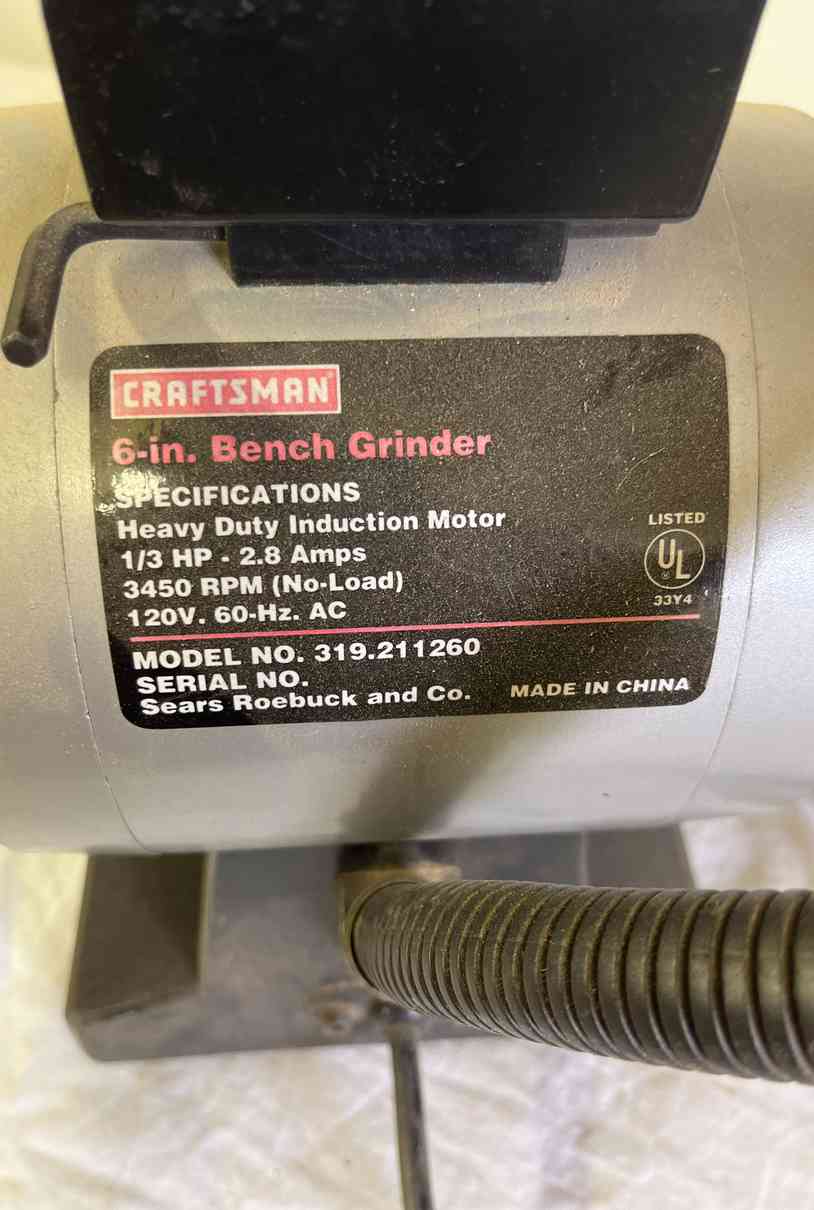 CRAFTSMAN®
6-in. Bench Grinder
SPECIFICATIONS
Heavy Duty Induction Motor
1/3 HP - 2.8 Amps
3450 RPM (No-Load)
120V. 60-Hz. AC
LISTED
UL
33Y4
MODEL NO. 319.211260
SERIAL NO.
Sears Roebuck and Co.
MADE IN CHINA